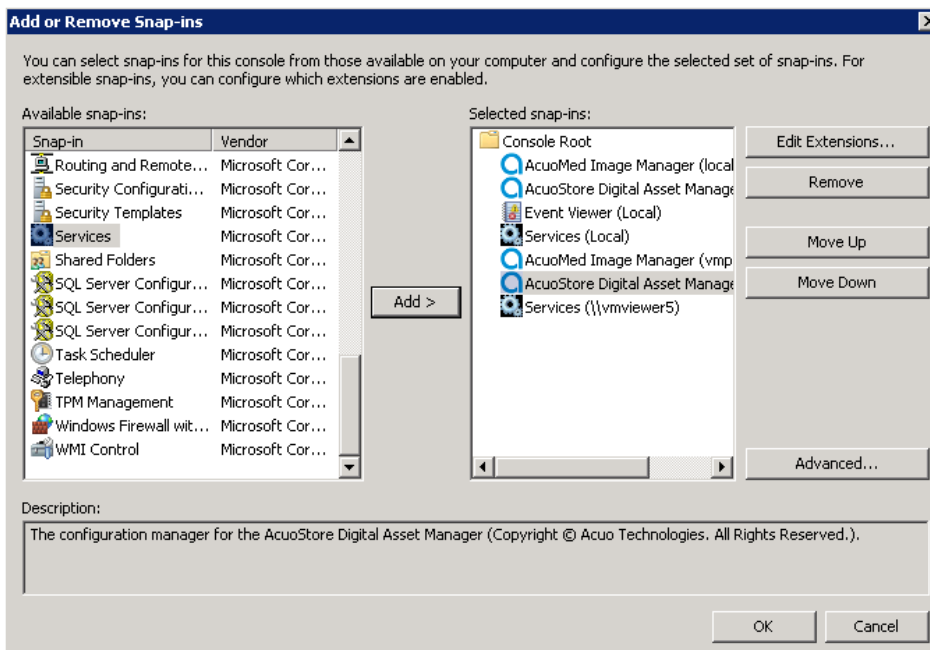 Add or Remove Snap-ins
You can select snap-ins for this console from those available on your computer and configure the selected set of snap-ins. For
extensible snap-ins, you can configure which extensions are enabled.
Available snap-ins:
Snap-in Vendor
Routing and Remote... Microsoft Cor...
Security Configurati... Microsoft Cor...
Security Templates Microsoft Cor...
Services Microsoft Cor...
Shared Folders Microsoft Cor...
SQL Server Configur... Microsoft Cor...
SQL Server Configur... Microsoft Cor...
SQL Server Configur... Microsoft Cor...
Task Scheduler Microsoft Cor...
Telephony Microsoft Cor...
TPM Management Microsoft Cor...
Windows Firewall wit... Microsoft Cor...
WMI Control Microsoft Cor...
Add >
Selected snap-ins:
Console Root
AcuoMed Image Manager (local
AcuoStore Digital Asset Manage
Event Viewer (Local)
Services (Local)
AcuoMed Image Manager (vmp
AcuoStore Digital Asset Manage
Services (\\vmviewer5)
Edit Extensions...
Remove
Move Up
Move Down
Advanced...
Description:
The configuration manager for the AcuoStore Digital Asset Manager (Copyright © Acuo Technologies. All Rights Reserved.).
OK Cancel